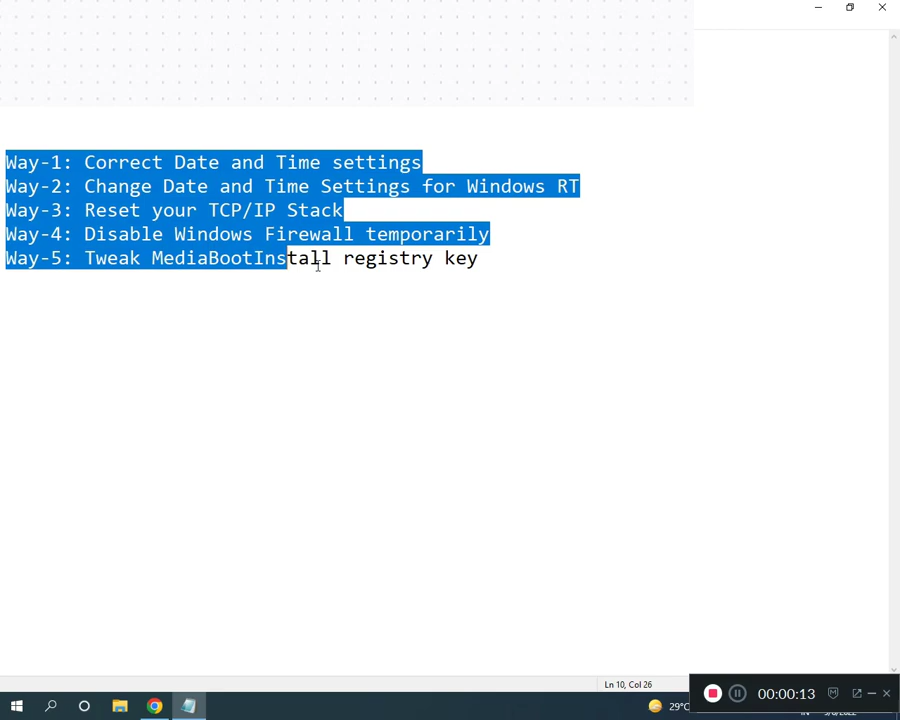 Way-1: Correct Date and Time settings
Way-2: Change Date and Time Settings for Windows RT
Way-3: Reset your TCP/IP Stack
Way-4: Disable Windows Firewall temporarily
Way-5: Tweak MediaBootInstall registry key
Ln 10, Col 26
00:00:13
29°C